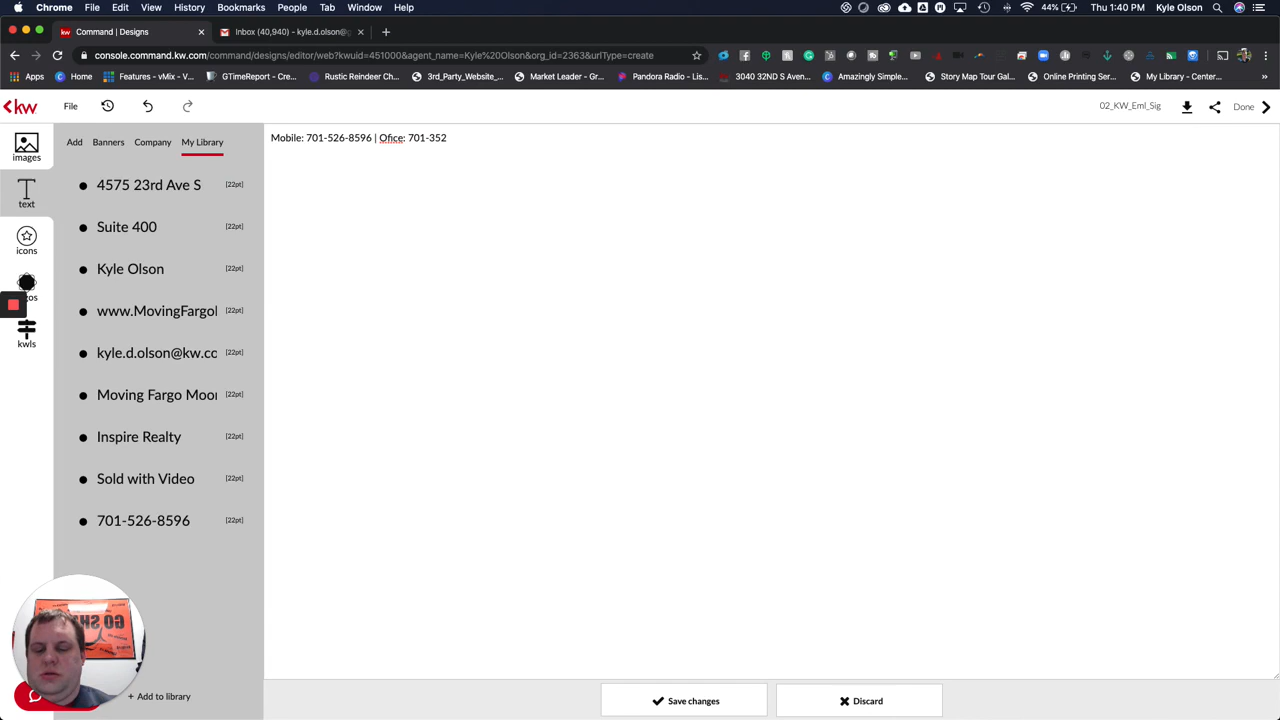 Chrome File Edit View History Bookmarks People Tab Window Help 44% Thu 1:40 PM Kyle Olson
Command | Designs Inbox (40,940) - kyle.d.olson@
console.command.kw.com/command/designs/editor/web?kwuid=451000&agent_name=Kyle%20Olson&org_id=2363&urlType=create
Apps Home Features - vMix - V... GTimeReport - Crea... Rustic Reinder Ch... 3rd_Party_Website_... Market Leader - Gr... Pandora Radio - Lis... 3040 32ND S Aven... Amazingly Simple... Story Map Tour Gal... Online Printing Ser... My Library - Center... »
kw File 02_KW_Eml_Sig Done
images
text
icons
kwls
Add Banners Company My Library
4575 23rd Ave S [22pt]
Suite 400 [22pt]
Kyle Olson [22pt]
www.MovingFargo [22pt]
kyle.d.olson@kw.co [22pt]
Moving Fargo Moor [22pt]
Inspire Realty [22pt]
Sold with Video [22pt]
701-526-8596 [22pt]
+ Add to library
Mobile: 701-526-8596 | Ofice: 701-352
Save changes Discard